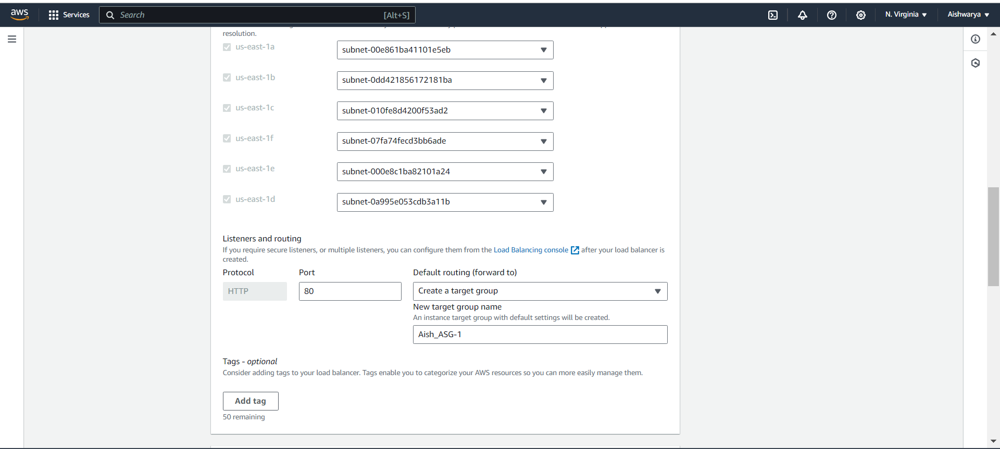 aws
Services
Search
[Alt+S]
N. Virginia
Aishwarya
resolution.
us-east-1a
subnet-00e861ba41101e5eb
us-east-1b
subnet-0dd421856172181ba
us-east-1c
subnet-010fe8d4200f53ad2
us-east-1f
subnet-07fa74fecd3bb6ade
us-east-1e
subnet-000e8c1ba82101a24
us-east-1d
subnet-0a995e053cdb3a11b
Listeners and routing
If you require secure listeners, or multiple listeners, you can configure them from the Load Balancing console after your load balancer is
created.
Protocol
Port
Default routing (forward to)
HTTP
80
Create a target group
New target group name
An instance target group with default settings will be created.
Aish_ASG-1
Tags - optional
Consider adding tags to your load balancer. Tags enable you to categorize your AWS resources so you can more easily manage them.
Add tag
50 remaining